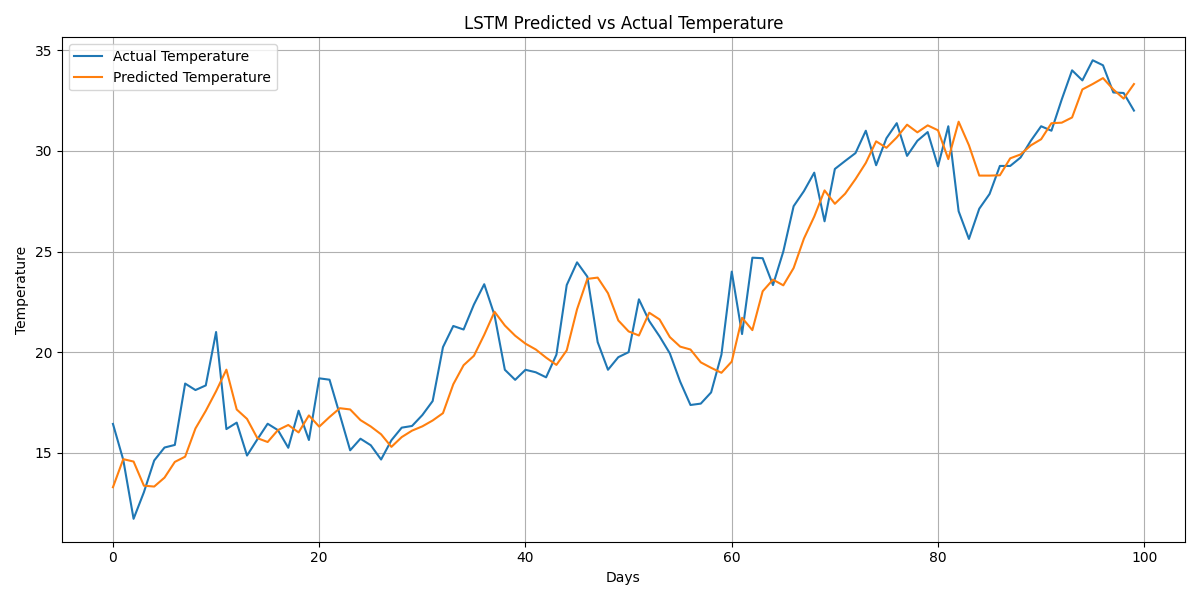 LSTM Predicted vs Actual Temperature
Actual Temperature
Predicted Temperature
Temperature
35
30
25
20
15
0 20 40 60 80 100
Days